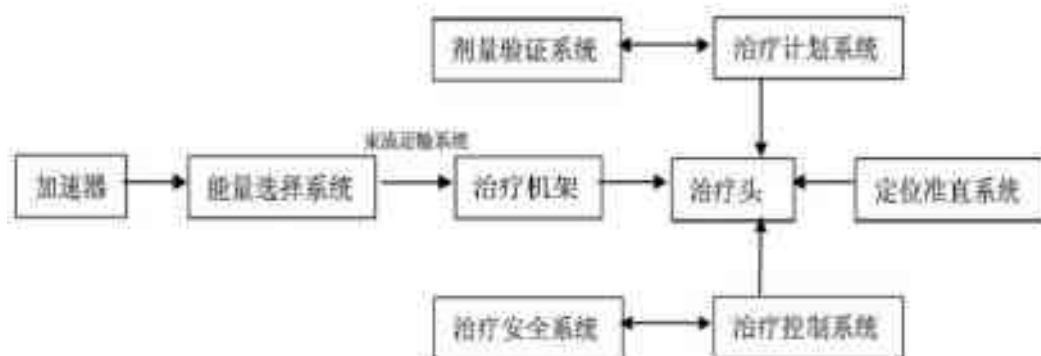 剂量验证系统
治疗计划系统
束流运输系统
加速器
能量选择系统
治疗机架
治疗头
定位准直系统
治疗安全系统
治疗控制系统